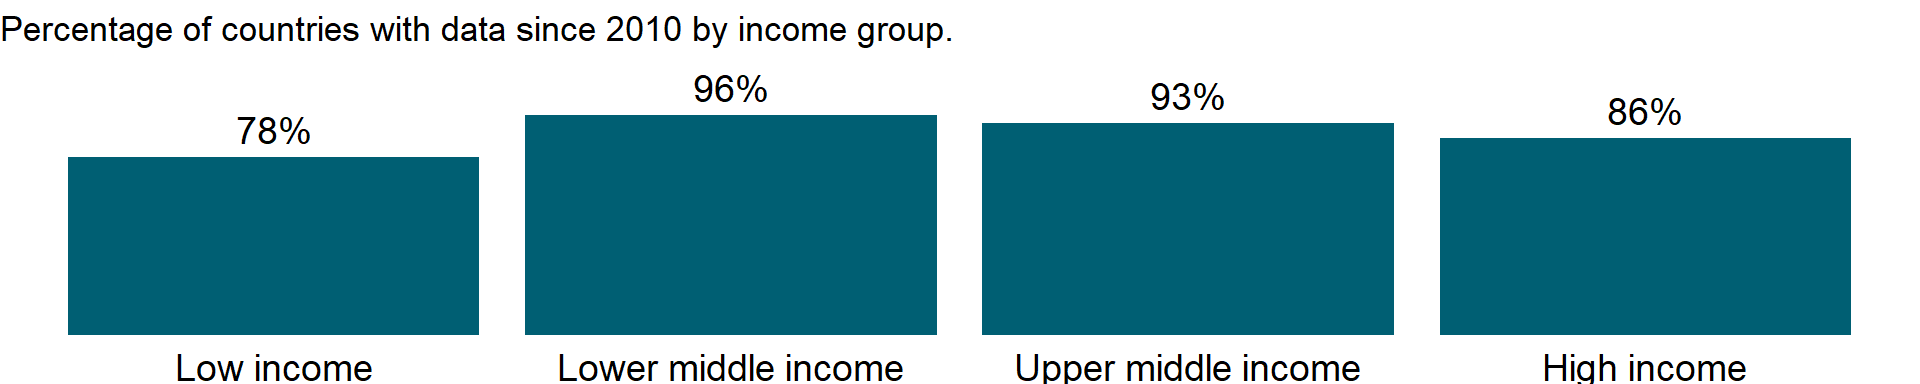 Percentage of countries with data since 2010 by income group.
78%
96%
93%
86%
Low income
Lower middle income
Upper middle income
High income